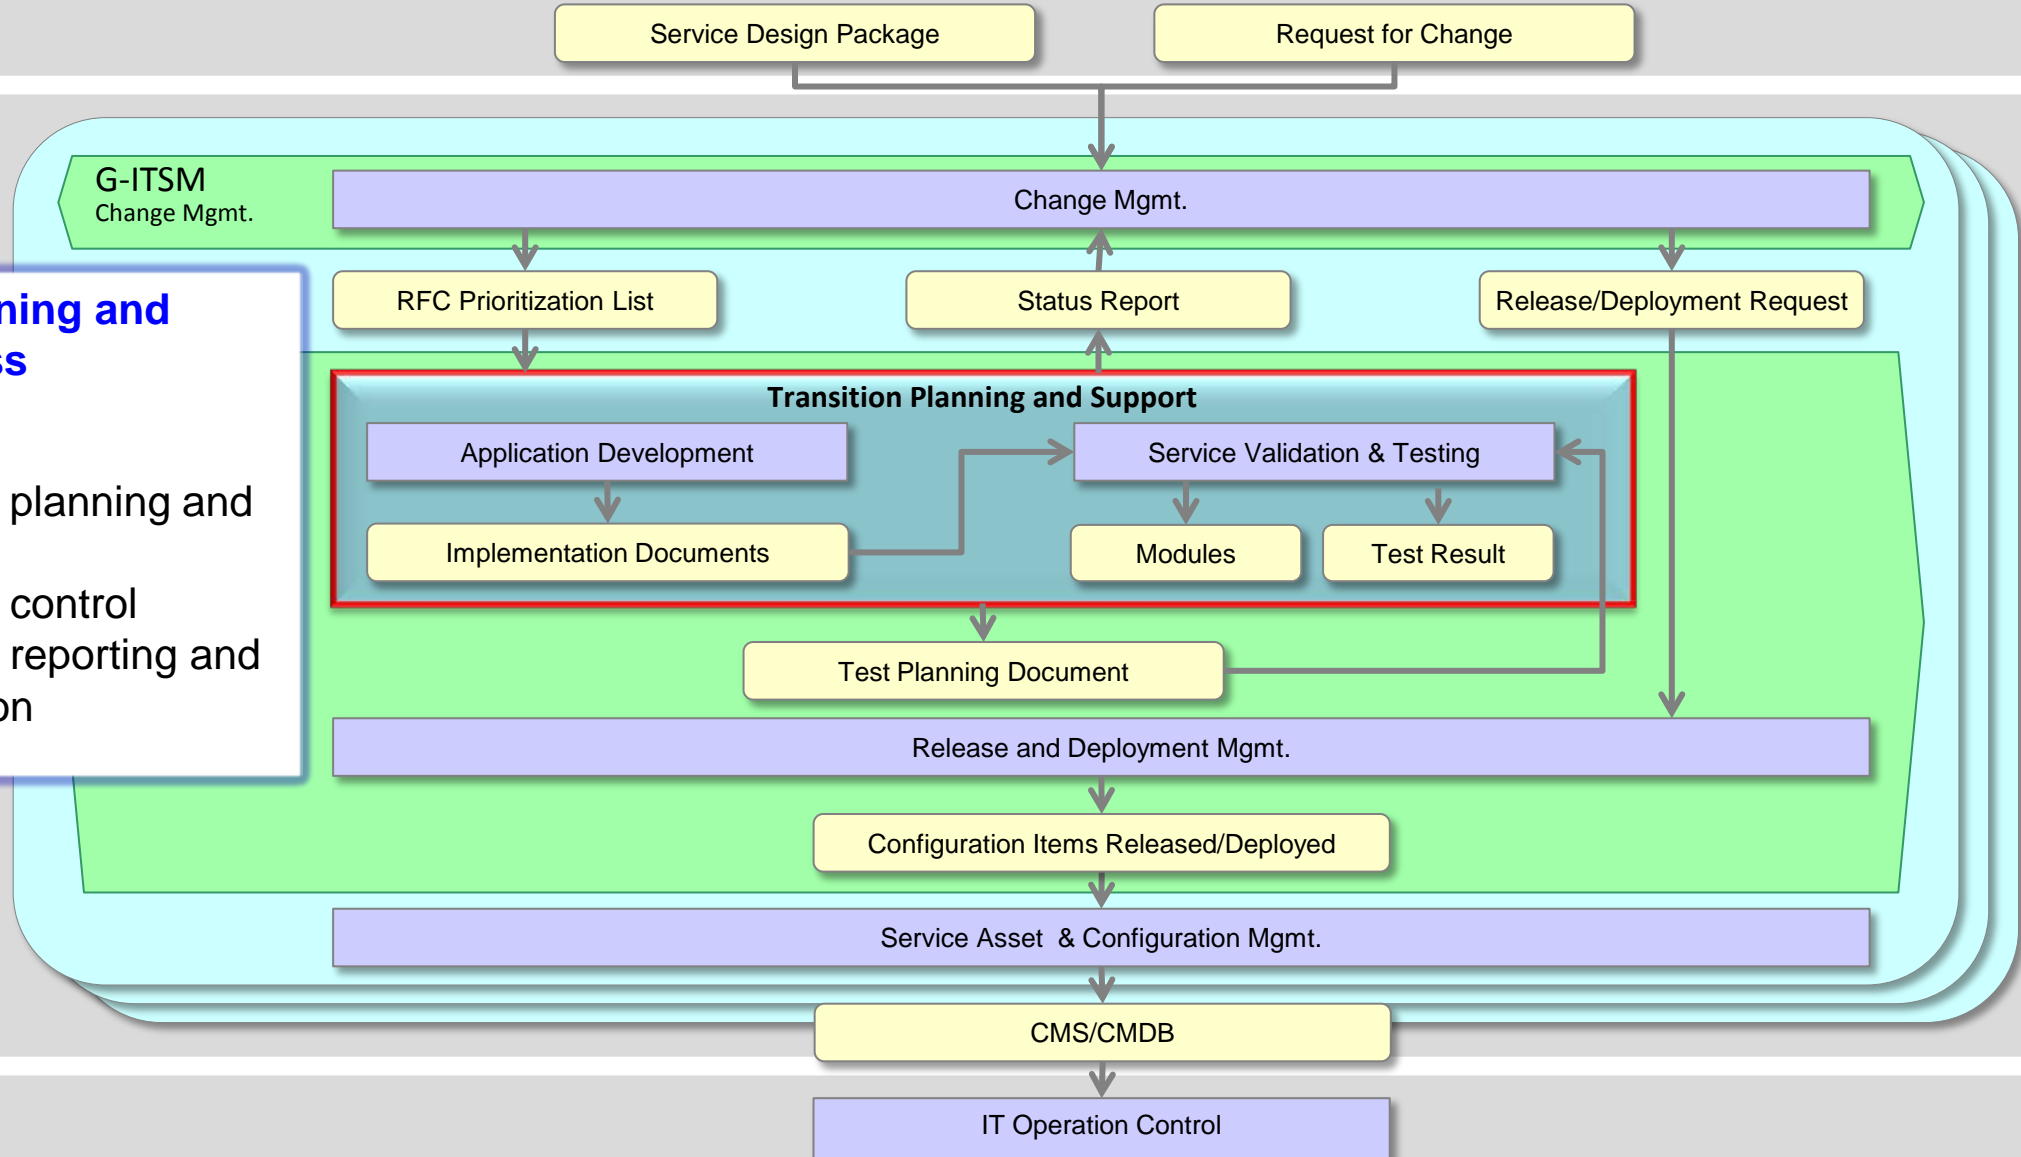 Service Design Package
Request for Change
G-ITSM
Change Mgmt.
Change Mgmt.
RFC Prioritization List
Status Report
Release/Deployment Request
ning and
ss
planning and
control
reporting and
on
Transition Planning and Support
Application Development
Service Validation & Testing
Implementation Documents
Modules
Test Result
Test Planning Document
Release and Deployment Mgmt.
Configuration Items Released/Deployed
Service Asset & Configuration Mgmt.
CMS/CMDB
IT Operation Control